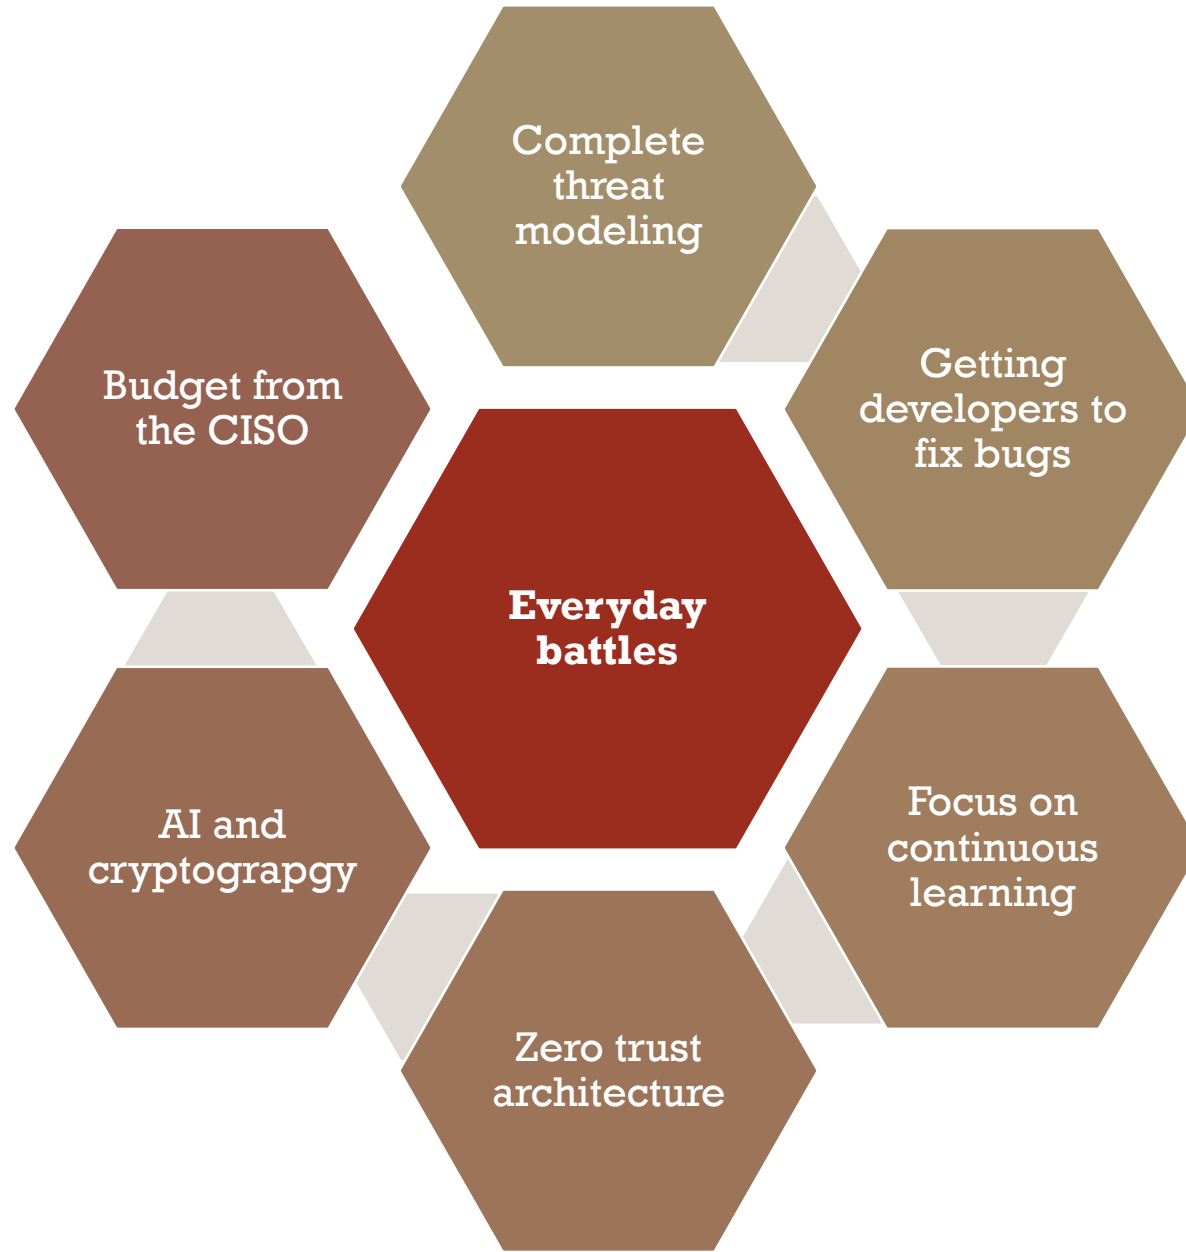 Complete
threat
modeling
Getting
developers to
fix bugs
Focus on
continuous
learning
Zero trust
architecture
AI and
cryptograpgy
Budget from
the CISO
Everyday
battles